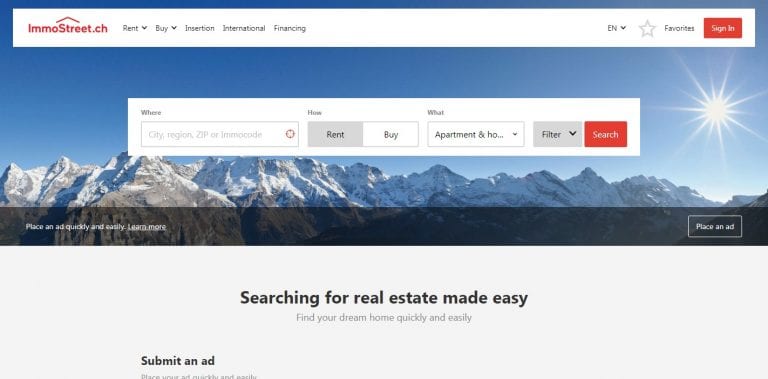 ImmoStreet.ch
Rent Buy Insertion International Financing
EN Favorites Sign In
Where How What
City, region, ZIP or Immocode Rent Buy Apartment & ho... Filter Search
Place an ad quickly and easily. Learn more Place an ad
Searching for real estate made easy
Find your dream home quickly and easily
Submit an ad
Place your ad quickly and easily